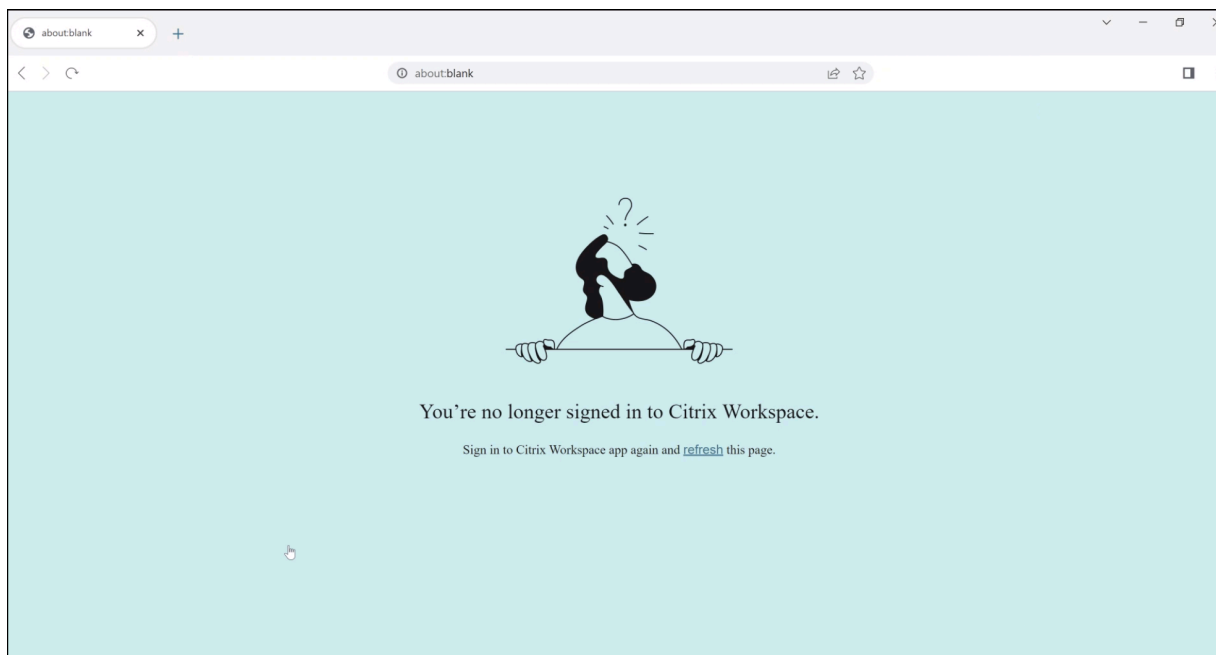 about:blank
about:blank
?
You’re no longer signed in to Citrix Workspace.
Sign in to Citrix Workspace app again and refresh this page.